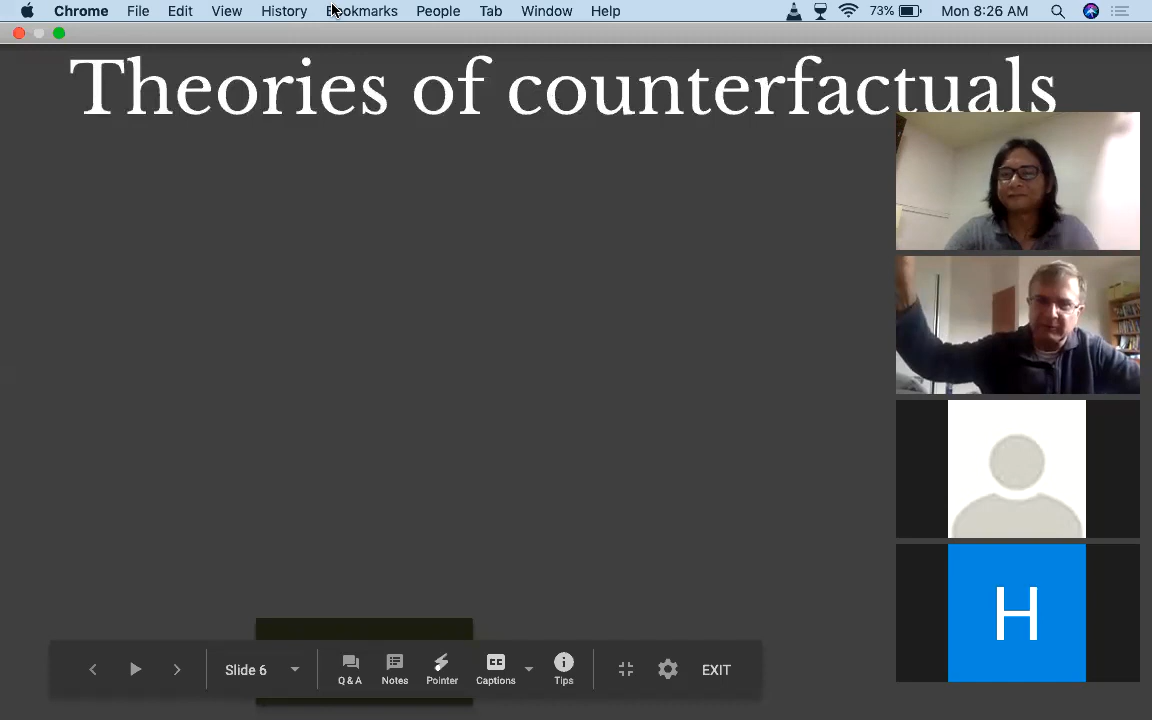 Chrome File Edit View History Bookmarks People Tab Window Help 73% Mon 8:26 AM
Theories of counterfactuals
H
Slide 6 Q&A Notes Pointer Captions Tips EXIT
CC